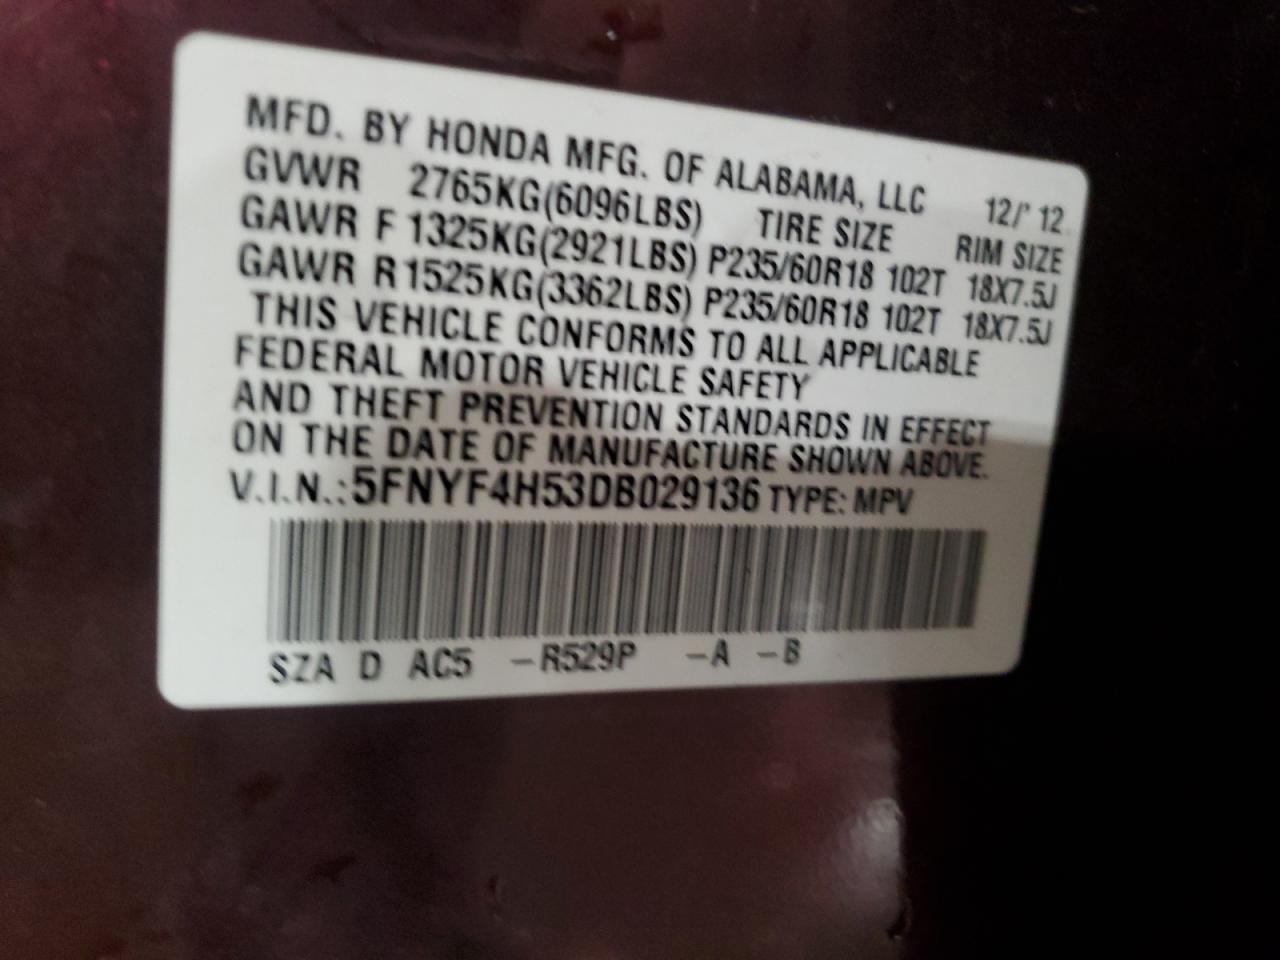 MFD. BY HONDA MFG. OF ALABAMA, LLC 12/' 12
GVWR 2765KG(6096LBS) TIRE SIZE RIM SIZE
GAWR F 1325KG(2921LBS) P235/60R18 102T 18X7.5J
GAWR R 1525KG(3362LBS) P235/60R18 102T 18X7.5J
THIS VEHICLE CONFORMS TO ALL APPLICABLE
FEDERAL MOTOR VEHICLE SAFETY
AND THEFT PREVENTION STANDARDS IN EFFECT
ON THE DATE OF MANUFACTURE SHOWN ABOVE.
V.I.N.:5FNYF4H53DB029136 TYPE: MPV
SZA D AC5 -R529P -A -B